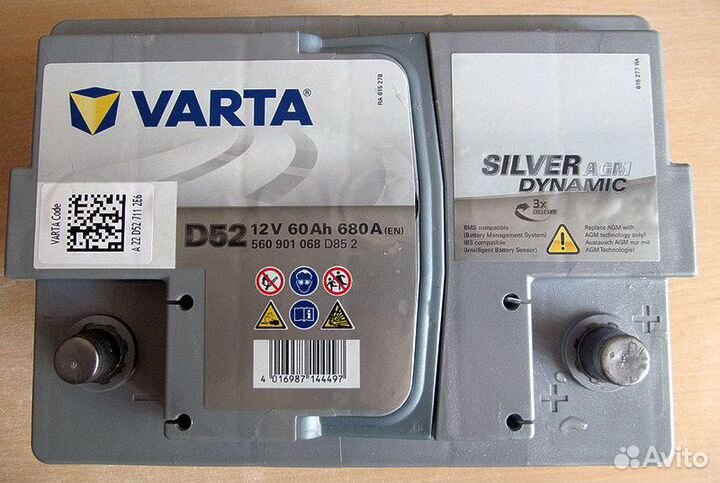 VARTA®
RA 615 278
VARTA Code
A 22 D52 711 2E6
D52 12V 60Ah 680A (EN)
560 901 068 D85 2
4 016987 144497
615 277 RA
SILVER AGM
DYNAMIC
3x
CYCLE LIFE
BMS compatible
(Battery Management System)
IBS compatible
(Intelligent Battery Sensor)
Replace AGM with
AGM technology only!
Austausch AGM nur mit
AGM Technologie!
+
Avito